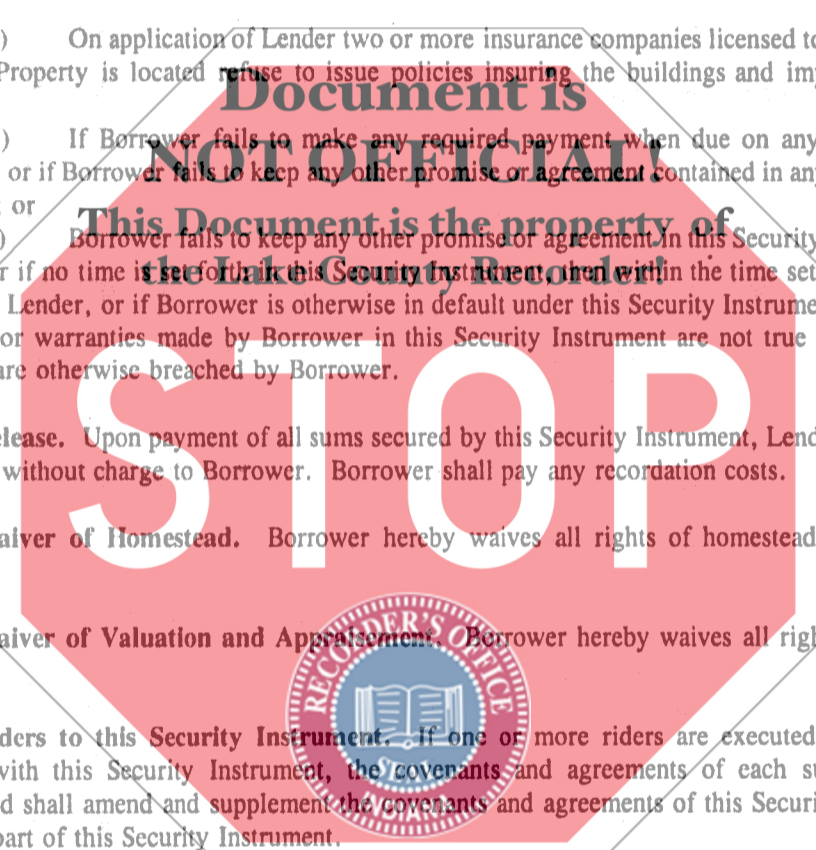 ) On application of Lender two or more insurance companies licensed to
Property is located refuse to issue policies insuring the buildings and im
Document is
) If Borrower fails to make any required payment when due on any
NOT OFFICIAL!
or if Borrower fails to keep any other promise or agreement contained in any
; or
This Document is the property of
) Borrower fails to keep any other promise or agreement in this Security
r if no time is set forth in this Security Instrument, then within the time set
the Lake County Recorder!
Lender, or if Borrower is otherwise in default under this Security Instrume
or warranties made by Borrower in this Security Instrument are not true
are otherwise breached by Borrower.
STOP
elease. Upon payment of all sums secured by this Security Instrument, Lend
without charge to Borrower. Borrower shall pay any recordation costs.
aiver of Homestead. Borrower hereby waives all rights of homestead
RECORDER'S OFFICE
aiver of Valuation and Appraisement. Borrower hereby waives all righ
ders to this Security Instrument. If one or more riders are executed
with this Security Instrument, the covenants and agreements of each su
SEAL
d shall amend and supplement the covenants and agreements of this Securi
part of this Security Instrument.